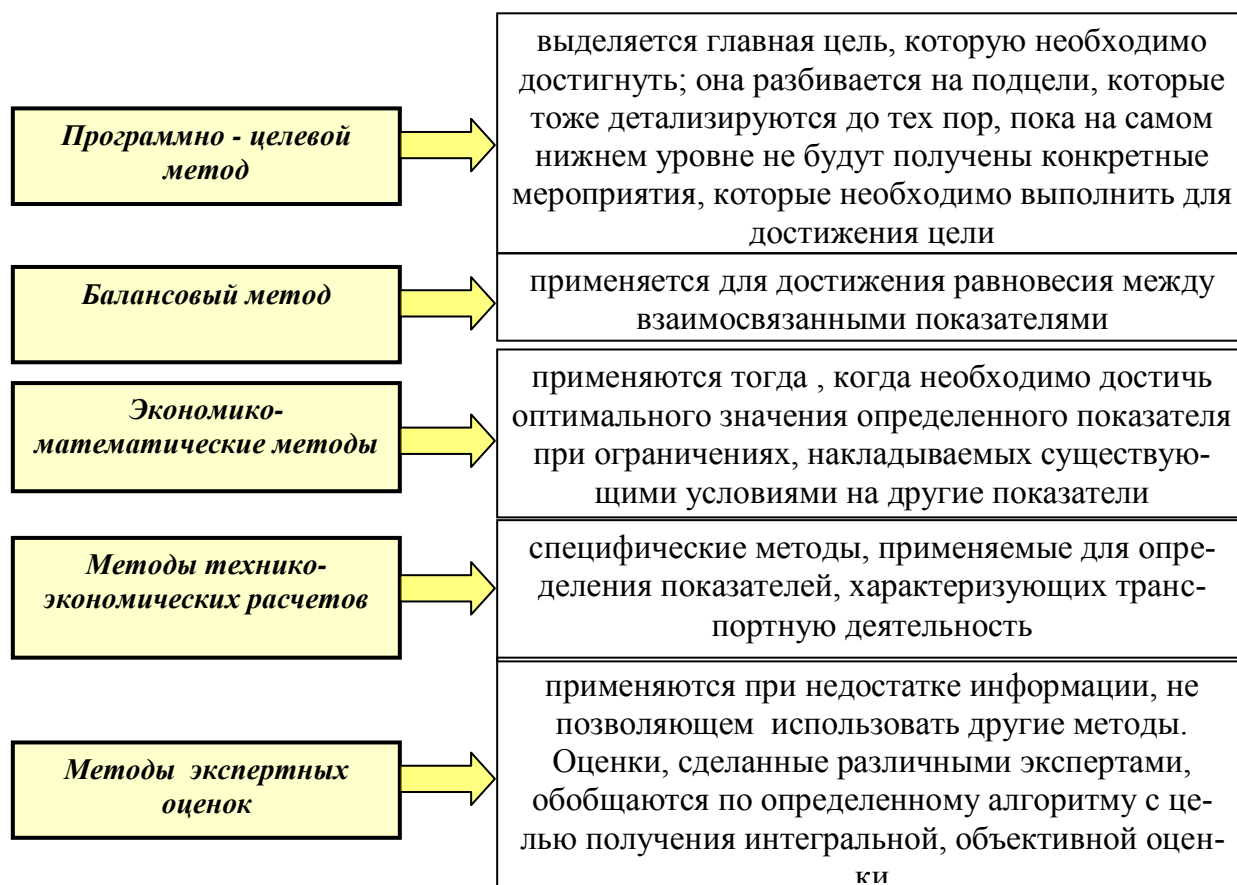 Программно - целевой
метод
выделяется главная цель, которую необходимо
достигнуть; она разбивается на подцели, которые
тоже детализируются до тех пор, пока на самом
нижнем уровне не будут получены конкретные
мероприятия, которые необходимо выполнить для
достижения цели
Балансовый метод
применяется для достижения равновесия между
взаимосвязанными показателями
Экономико-
математические методы
применяются тогда , когда необходимо достичь
оптимального значения определенного показателя
при ограничениях, накладываемых существую-
щими условиями на другие показатели
Методы технико-
экономических расчетов
специфические методы, применяемые для опре-
деления показателей, характеризующих транс-
портную деятельность
Методы экспертных
оценок
применяются при недостатке информации, не
позволяющем использовать другие методы.
Оценки, сделанные различными экспертами,
обобщаются по определенному алгоритму с це-
лью получения интегральной, объективной оцен-
ки